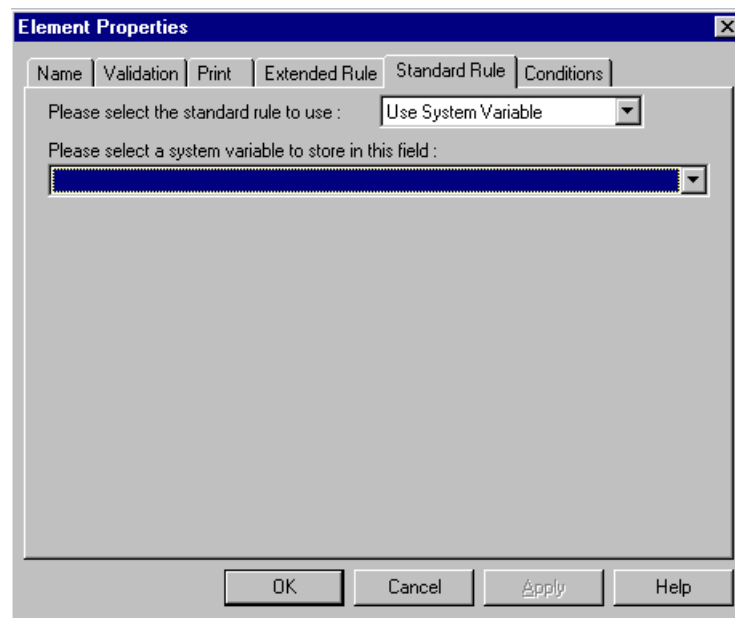 Element Properties
Name Validation Print Extended Rule Standard Rule Conditions
Please select the standard rule to use : Use System Variable
Please select a system variable to store in this field :
OK Cancel Apply Help